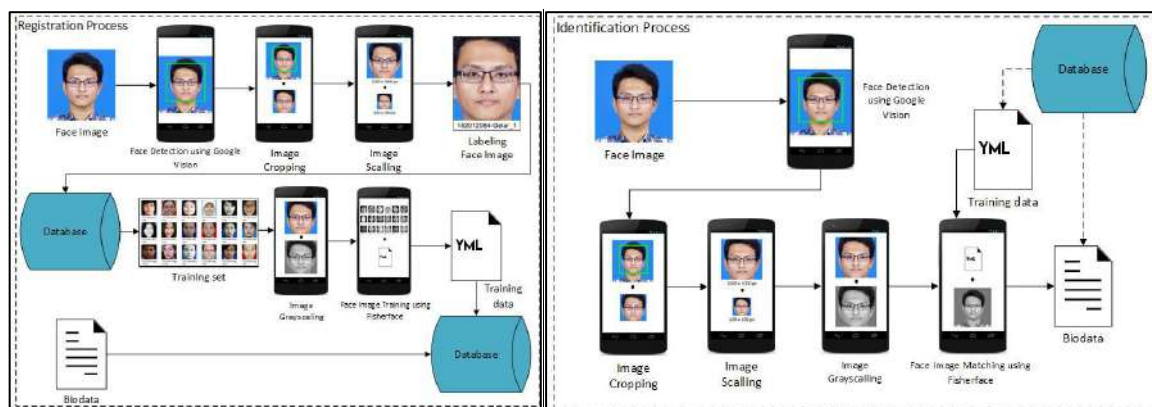 Registration Process
Face Image
Face Detection using Google
Vision
Image
Cropping
Image
Scalling
Labeling
Face Image
Database
Training set
Image
Grayscaling
Face Image Training using
Fisherface
YML
Training
data
Database
Biodata
Identification Process
Face Image
Face Detection
using Google
Vision
Database
YML
Training data
Image
Cropping
Image
Scalling
Image
Grayscalling
Face Image Matching using
Fisherface
Biodata